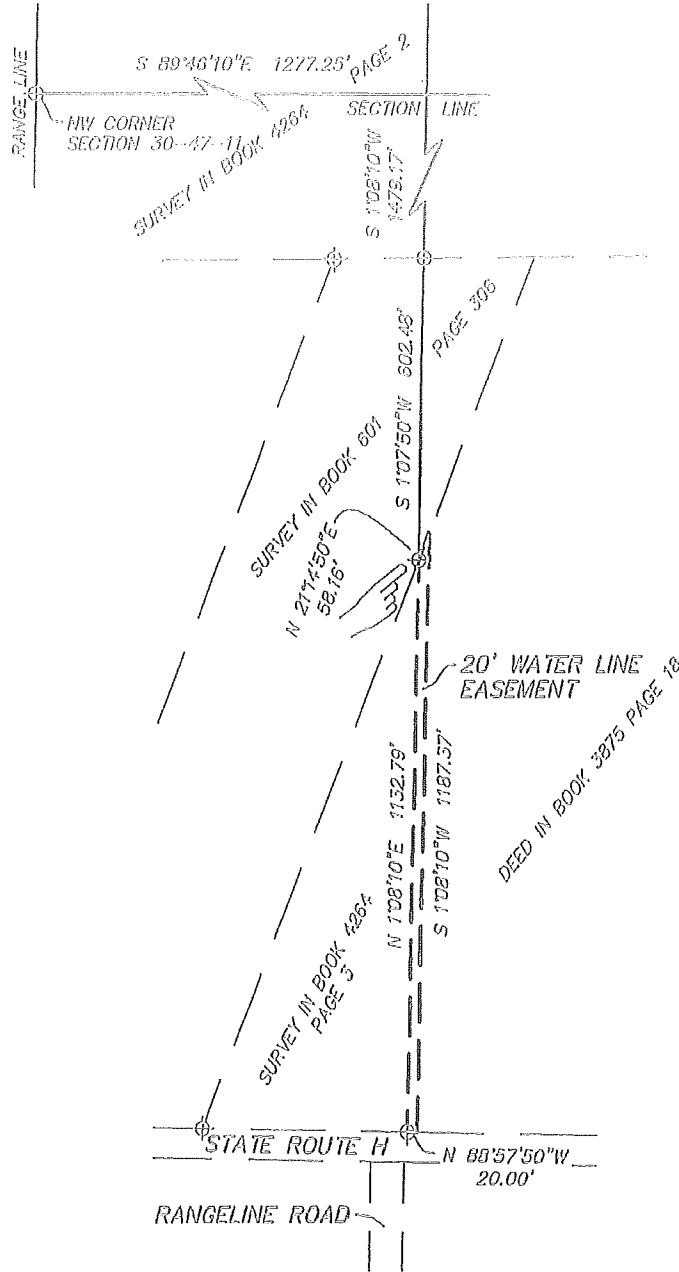 S 89°46'10"E 1277.25'
PAGE 2
RANGE LINE
SECTION LINE
NW CORNER
SECTION 30--47--11
SURVEY IN BOOK 4264
S 1°08'10"W
1479.17'
PAGE 306
S 1°07'50"W 602.48'
SURVEY IN BOOK 601
N 21°14'50"E
58.16'
20' WATER LINE
EASEMENT
DEED IN BOOK 3875 PAGE 18
N 1°08'10"E 1132.79'
S 1°08'10"W 1187.37'
SURVEY IN BOOK 4264
PAGE 3
STATE ROUTE H
N 88°57'50"W
20.00'
RANGELINE ROAD